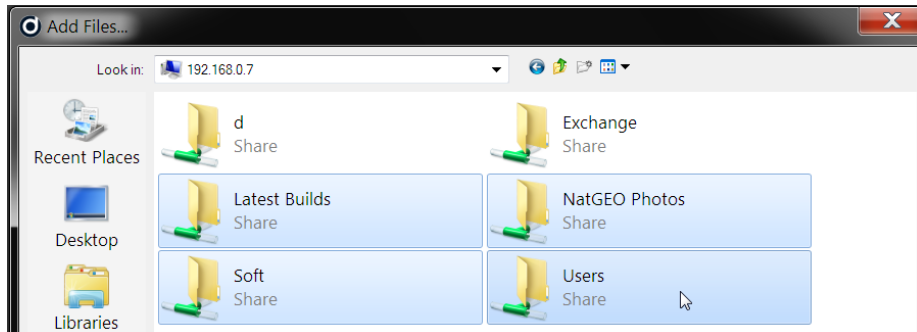 Add Files...
Look in: 192.168.0.7
Recent Places
Desktop
Libraries
d
Share
Exchange
Share
Latest Builds
Share
NatGEO Photos
Share
Soft
Share
Users
Share